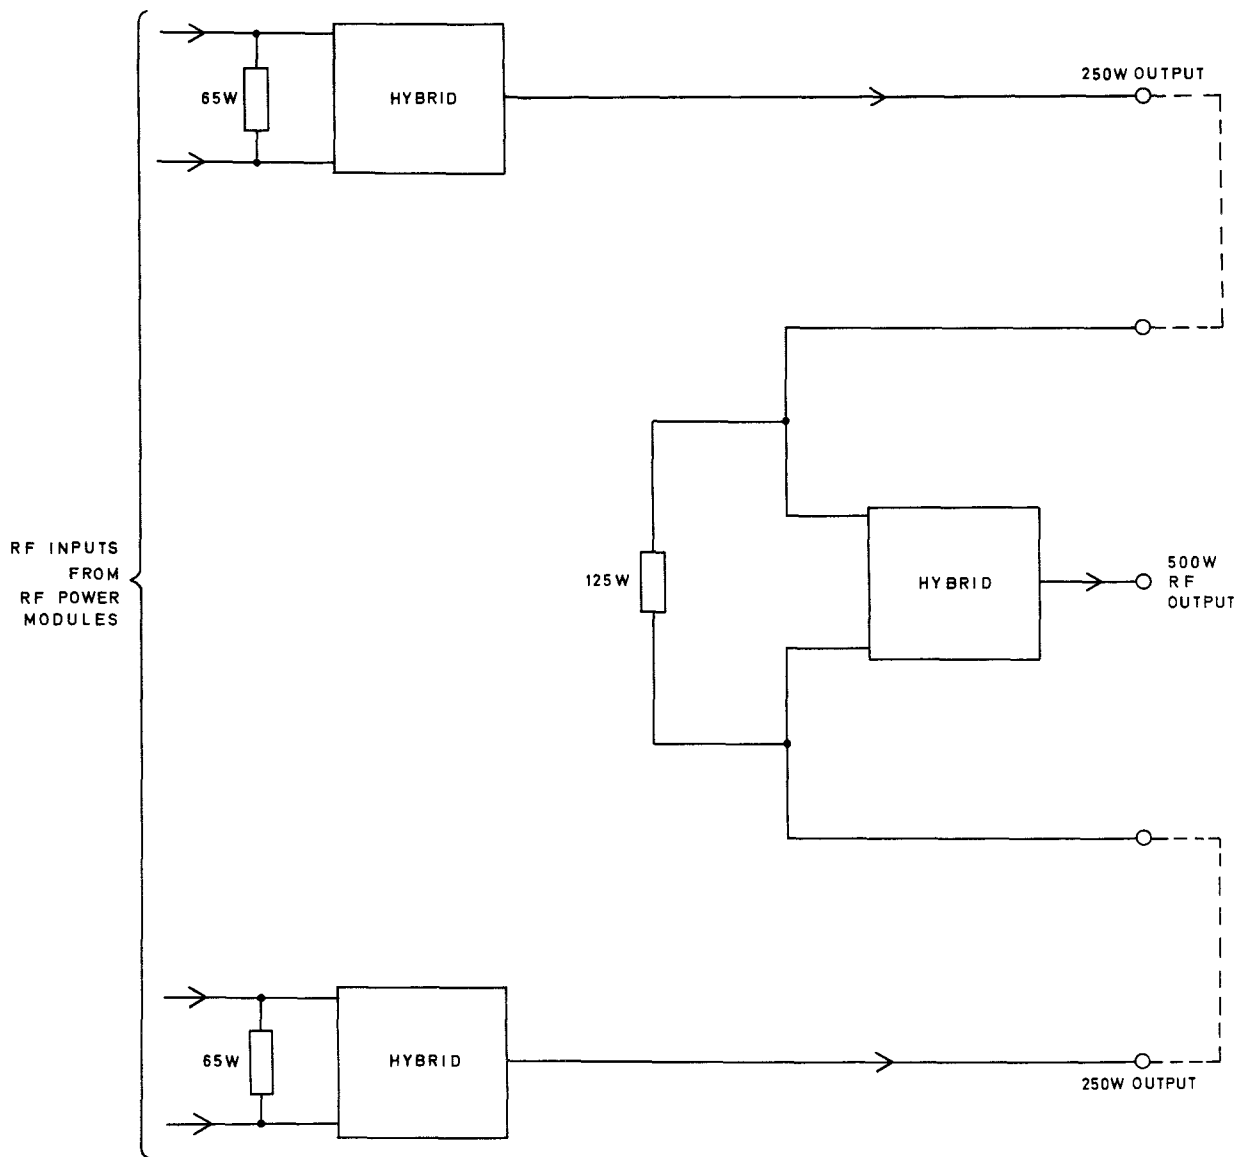 250W OUTPUT
65W
HYBRID
RF INPUTS
FROM
RF POWER
MODULES
125W
HYBRID
500W
RF
OUTPUT
65W
HYBRID
250W OUTPUT